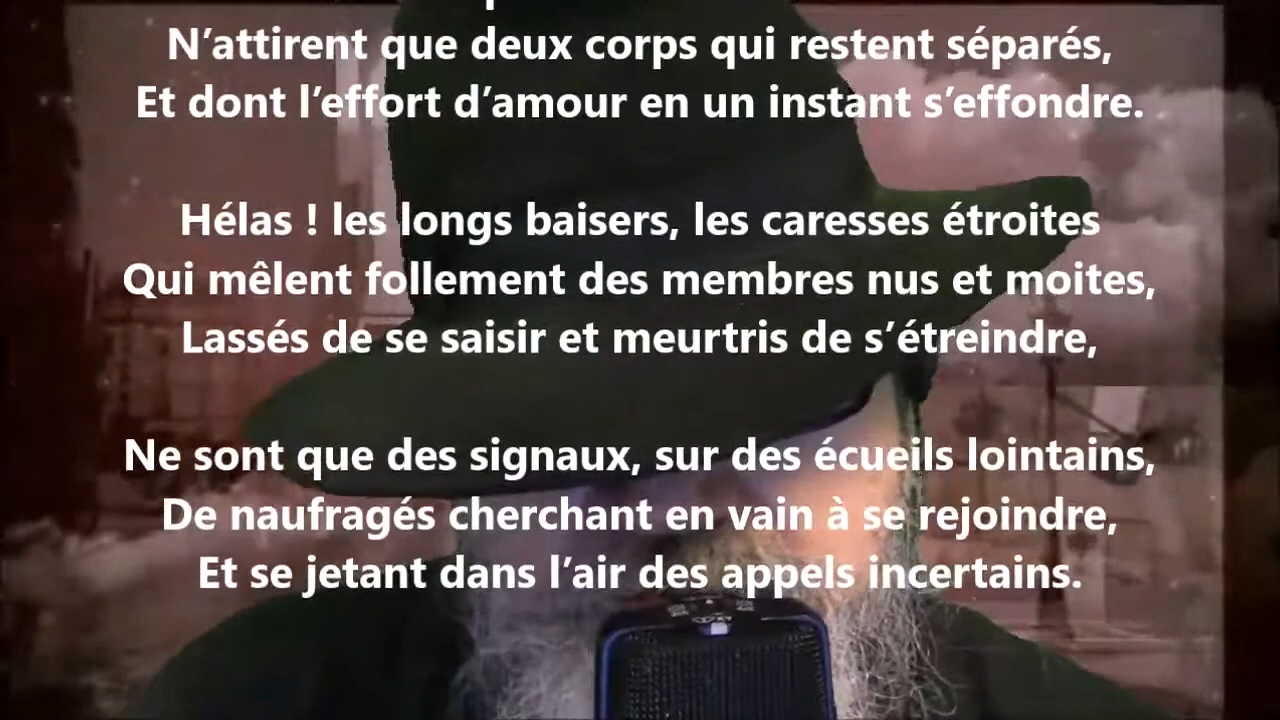 N’attirent que deux corps qui restent séparés,
Et dont l’effort d’amour en un instant s’effondre.
Hélas ! les longs baisers, les caresses étroites
Qui mêlent follement des membres nus et moites,
Lassés de se saisir et meurtris de s’étreindre,
Ne sont que des signaux, sur des écueils lointains,
De naufragés cherchant en vain à se rejoindre,
Et se jetant dans l’air des appels incertains.